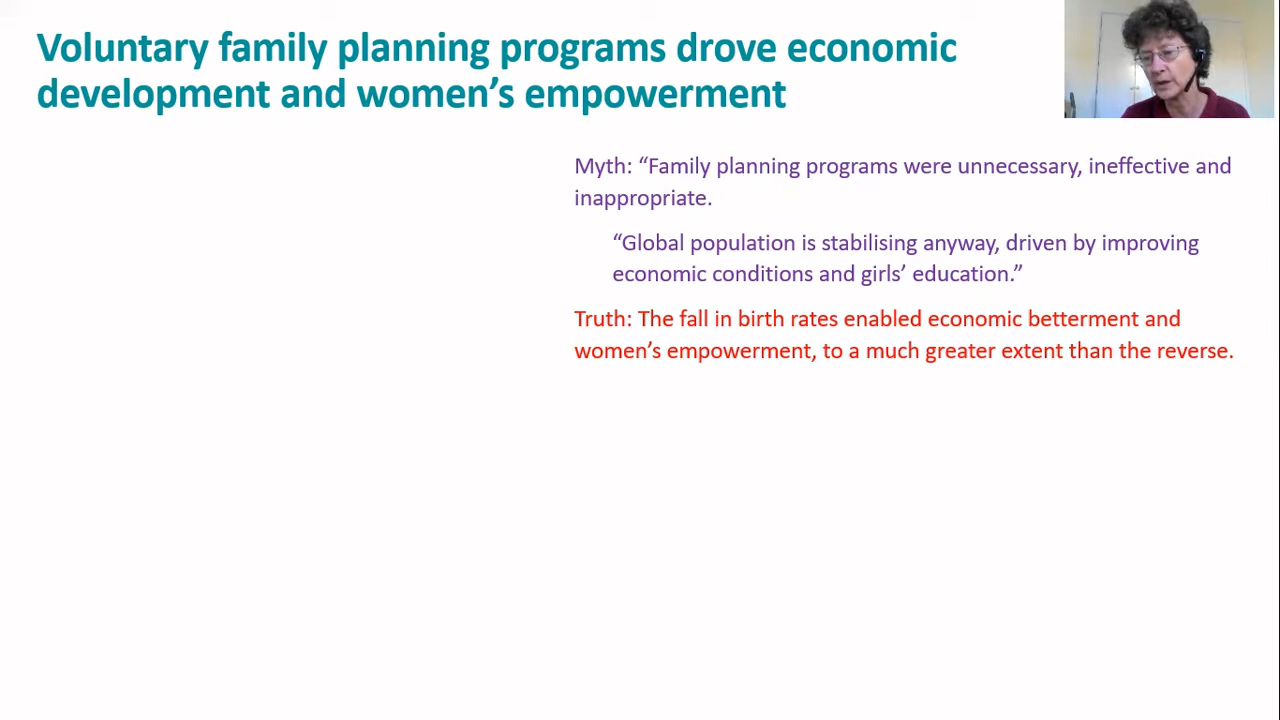 Voluntary family planning programs drove economic
development and women’s empowerment
Myth: “Family planning programs were unnecessary, ineffective and
inappropriate.
“Global population is stabilising anyway, driven by improving
economic conditions and girls’ education.”
Truth: The fall in birth rates enabled economic betterment and
women’s empowerment, to a much greater extent than the reverse.